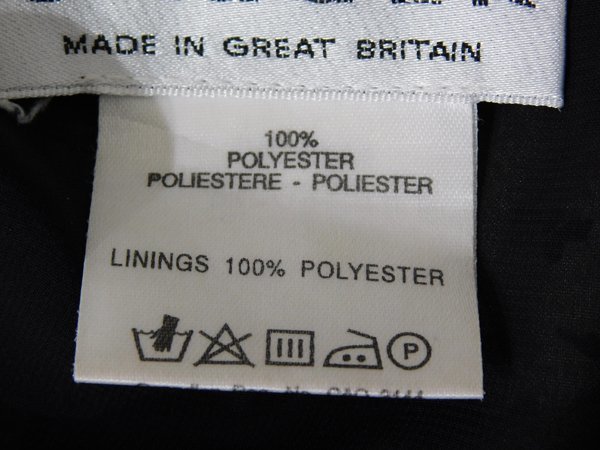 MADE IN GREAT BRITAIN
100%
POLYESTER
POLIESTERE - POLIESTER
LININGS 100% POLYESTER
P